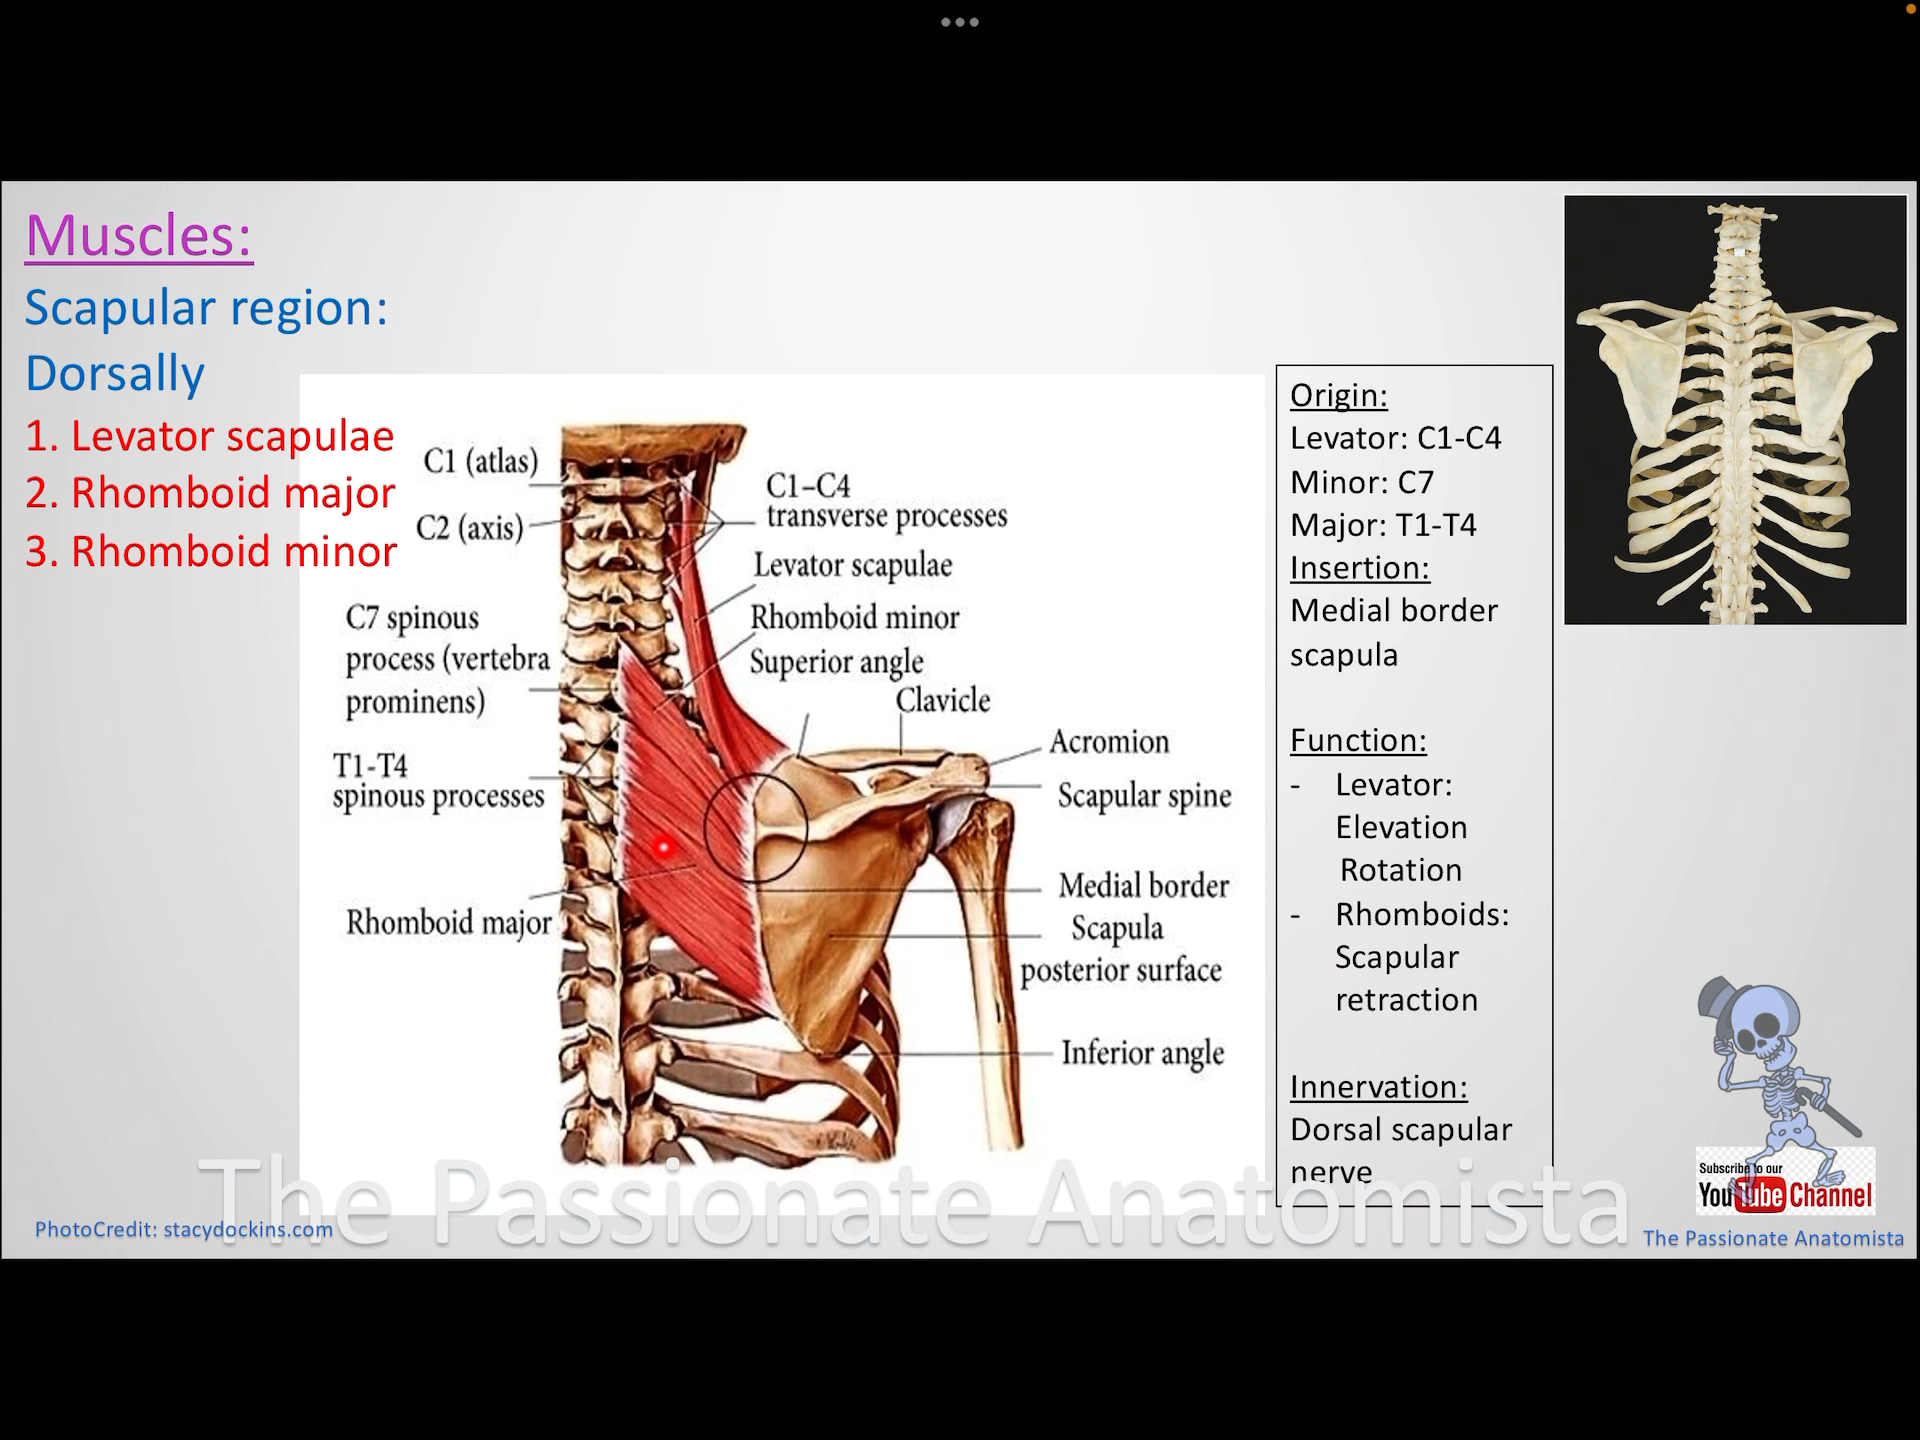 Muscles:
Scapular region:
Dorsally
1. Levator scapulae
2. Rhomboid major
3. Rhomboid minor
C1 (atlas)
C2 (axis)
C7 spinous
process (vertebra
prominens)
T1-T4
spinous processes
Rhomboid major
C1–C4
transverse processes
Levator scapulae
Rhomboid minor
Superior angle
Clavicle
Acromion
Scapular spine
Medial border
Scapula
posterior surface
Inferior angle
Origin:
Levator: C1-C4
Minor: C7
Major: T1-T4
Insertion:
Medial border
scapula
Function:
- Levator:
Elevation
Rotation
- Rhomboids:
Scapular
retraction
Innervation:
Dorsal scapular
nerve
The Passionate Anatomista
PhotoCredit: stacydockins.com
Subscribe to our
YouTube Channel
The Passionate Anatomista